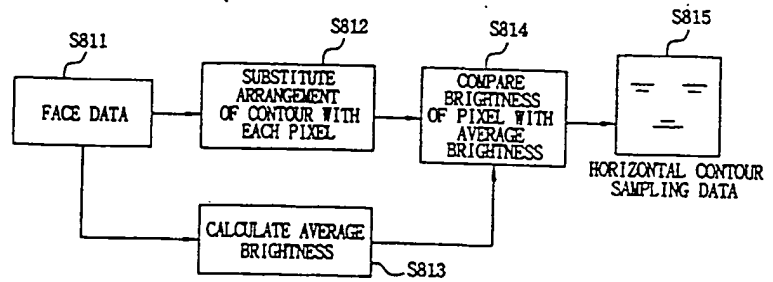 S811
FACE DATA
S812
SUBSTITUTE
ARRANGEMENT
OF CONTOUR WITH
EACH PIXEL
S814
COMPARE
BRIGHTNESS
OF PIXEL WITH
AVERAGE
BRIGHTNESS
S815
HORIZONTAL CONTOUR
SAMPLING DATA
CALCULATE AVERAGE
BRIGHTNESS
S813